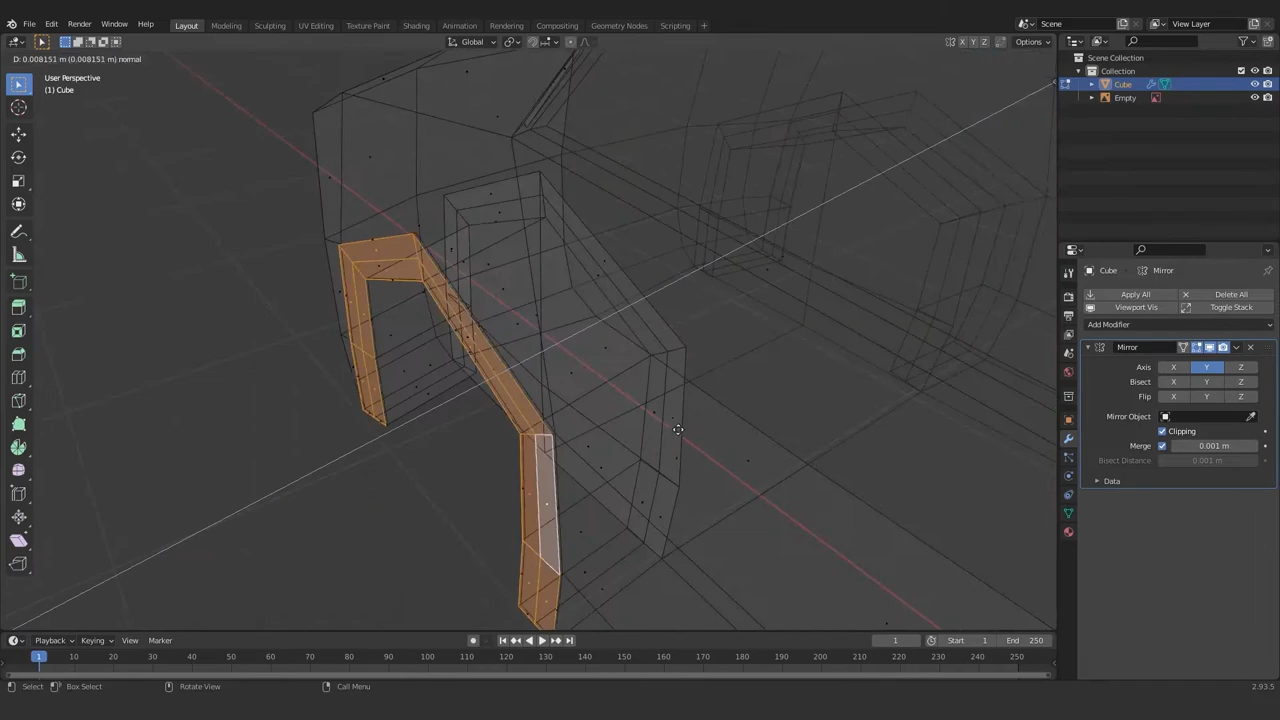 File Edit Render Window Help
Layout Modeling Sculpting UV Editing Texture Paint Shading Animation Rendering Compositing Geometry Nodes Scripting +
Scene
View Layer
Global
X Y Z
Options
D: 0.008151 m (0.008151 m) normal
User Perspective
(1) Cube
Scene Collection
Collection
Cube
Empty
Cube > Mirror
Apply All
Delete All
Viewport Vis
Toggle Stack
Add Modifier
Mirror
Axis X Y Z
Bisect X Y Z
Flip X Y Z
Mirror Object
Clipping
Merge 0.001 m
Bisect Distance 0.001 m
Data
Playback Keying View Marker
1
Start 1
End 250
1 10 20 30 40 50 60 70 80 90 100 110 120 130 140 150 160 170 180 190 200 210 220 230 240 250
Select
Box Select
Rotate View
Call Menu
2.93.5